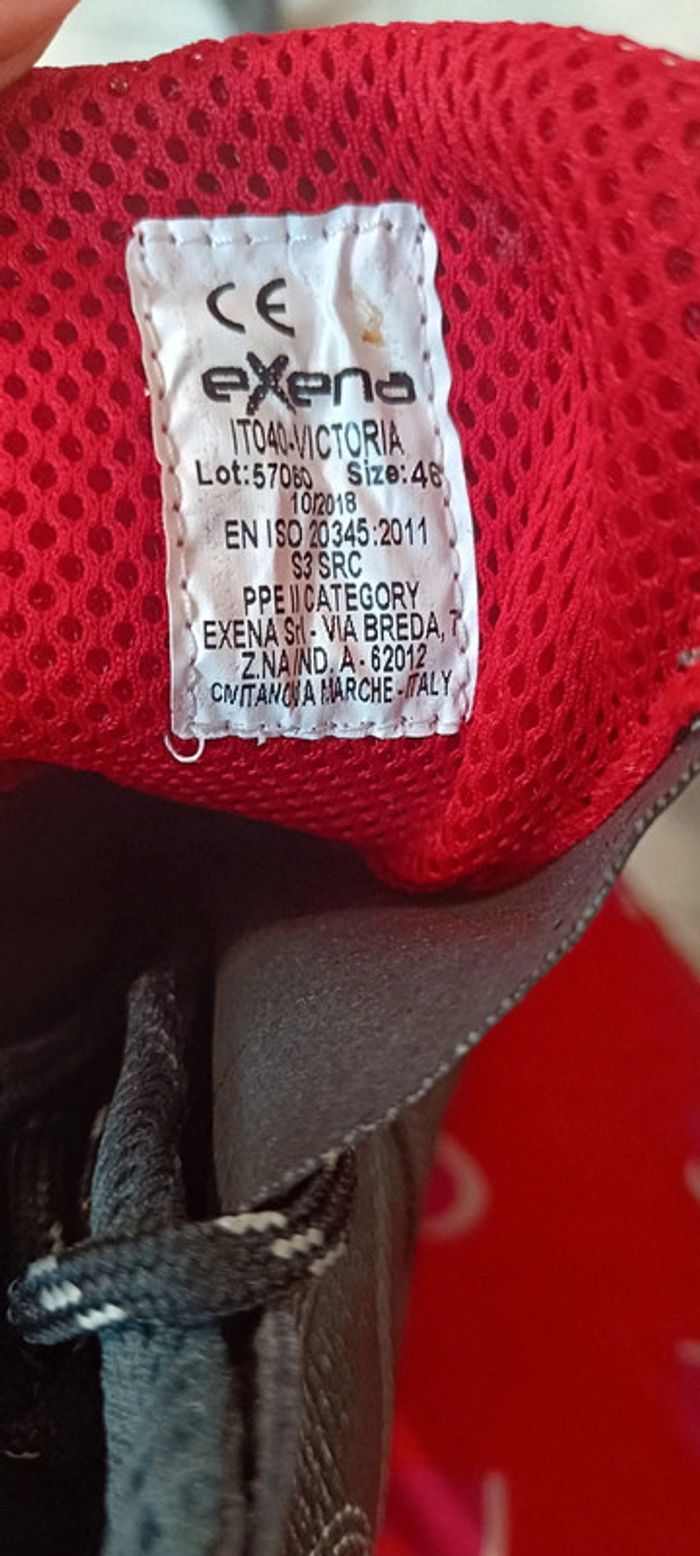 CE
eXena
IT040-VICTORIA
Lot:57060 Size:46
10/2018
EN ISO 20345:2011
S3 SRC
PPE II CATEGORY
EXENA Srl - VIA BREDA, 7
Z.NA IND. A - 62012
CIVITANOVA MARCHE - ITALY